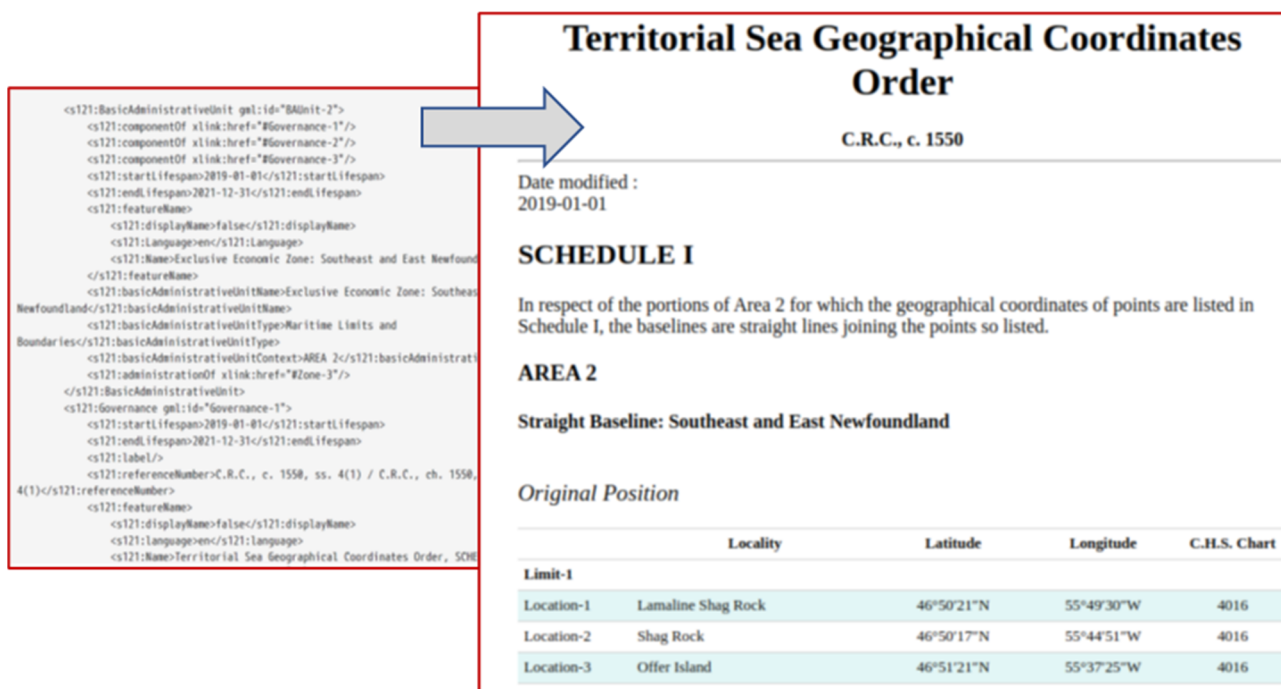 <s121:BasicAdministrativeUnit gml:id="BAUnit-2">
<s121:componentOf xlink:href="#Governance-1"/>
<s121:componentOf xlink:href="#Governance-2"/>
<s121:componentOf xlink:href="#Governance-3"/>
<s121:startLifespan>2019-01-01</s121:startLifespan>
<s121:endLifespan>2021-12-31</s121:endLifespan>
<s121:featureName>
<s121:displayName>false</s121:displayName>
<s121:Language>en</s121:Language>
<s121:Name>Exclusive Economic Zone: Southeast and East Newfound
</s121:featureName>
<s121:basicAdministrativeUnitName>Exclusive Economic Zone: Southeas
Newfoundland</s121:basicAdministrativeUnitName>
<s121:basicAdministrativeUnitType>Maritime Limits and
Boundaries</s121:basicAdministrativeUnitType>
<s121:basicAdministrativeUnitContext>AREA 2</s121:basicAdministrati
<s121:administrationOf xlink:href="#Zone-3"/>
</s121:BasicAdministrativeUnit>
<s121:Governance gml:id="Governance-1">
<s121:startLifespan>2019-01-01</s121:startLifespan>
<s121:endLifespan>2021-12-31</s121:endLifespan>
<s121:label/>
<s121:referenceNumber>C.R.C., c. 1550, ss. 4(1) / C.R.C., ch. 1550,
4(1)</s121:referenceNumber>
<s121:featureName>
<s121:displayName>false</s121:displayName>
<s121:language>en</s121:language>
<s121:Name>Territorial Sea Geographical Coordinates Order, SCHE
Territorial Sea Geographical Coordinates
Order
C.R.C., c. 1550
Date modified :
2019-01-01
SCHEDULE I
In respect of the portions of Area 2 for which the geographical coordinates of points are listed in
Schedule I, the baselines are straight lines joining the points so listed.
AREA 2
Straight Baseline: Southeast and East Newfoundland
Original Position
Locality Latitude Longitude C.H.S. Chart
Limit-1
Location-1 Lamaline Shag Rock 46°50'21"N 55°49'30"W 4016
Location-2 Shag Rock 46°50'17"N 55°44'51"W 4016
Location-3 Offer Island 46°51'21"N 55°37'25"W 4016